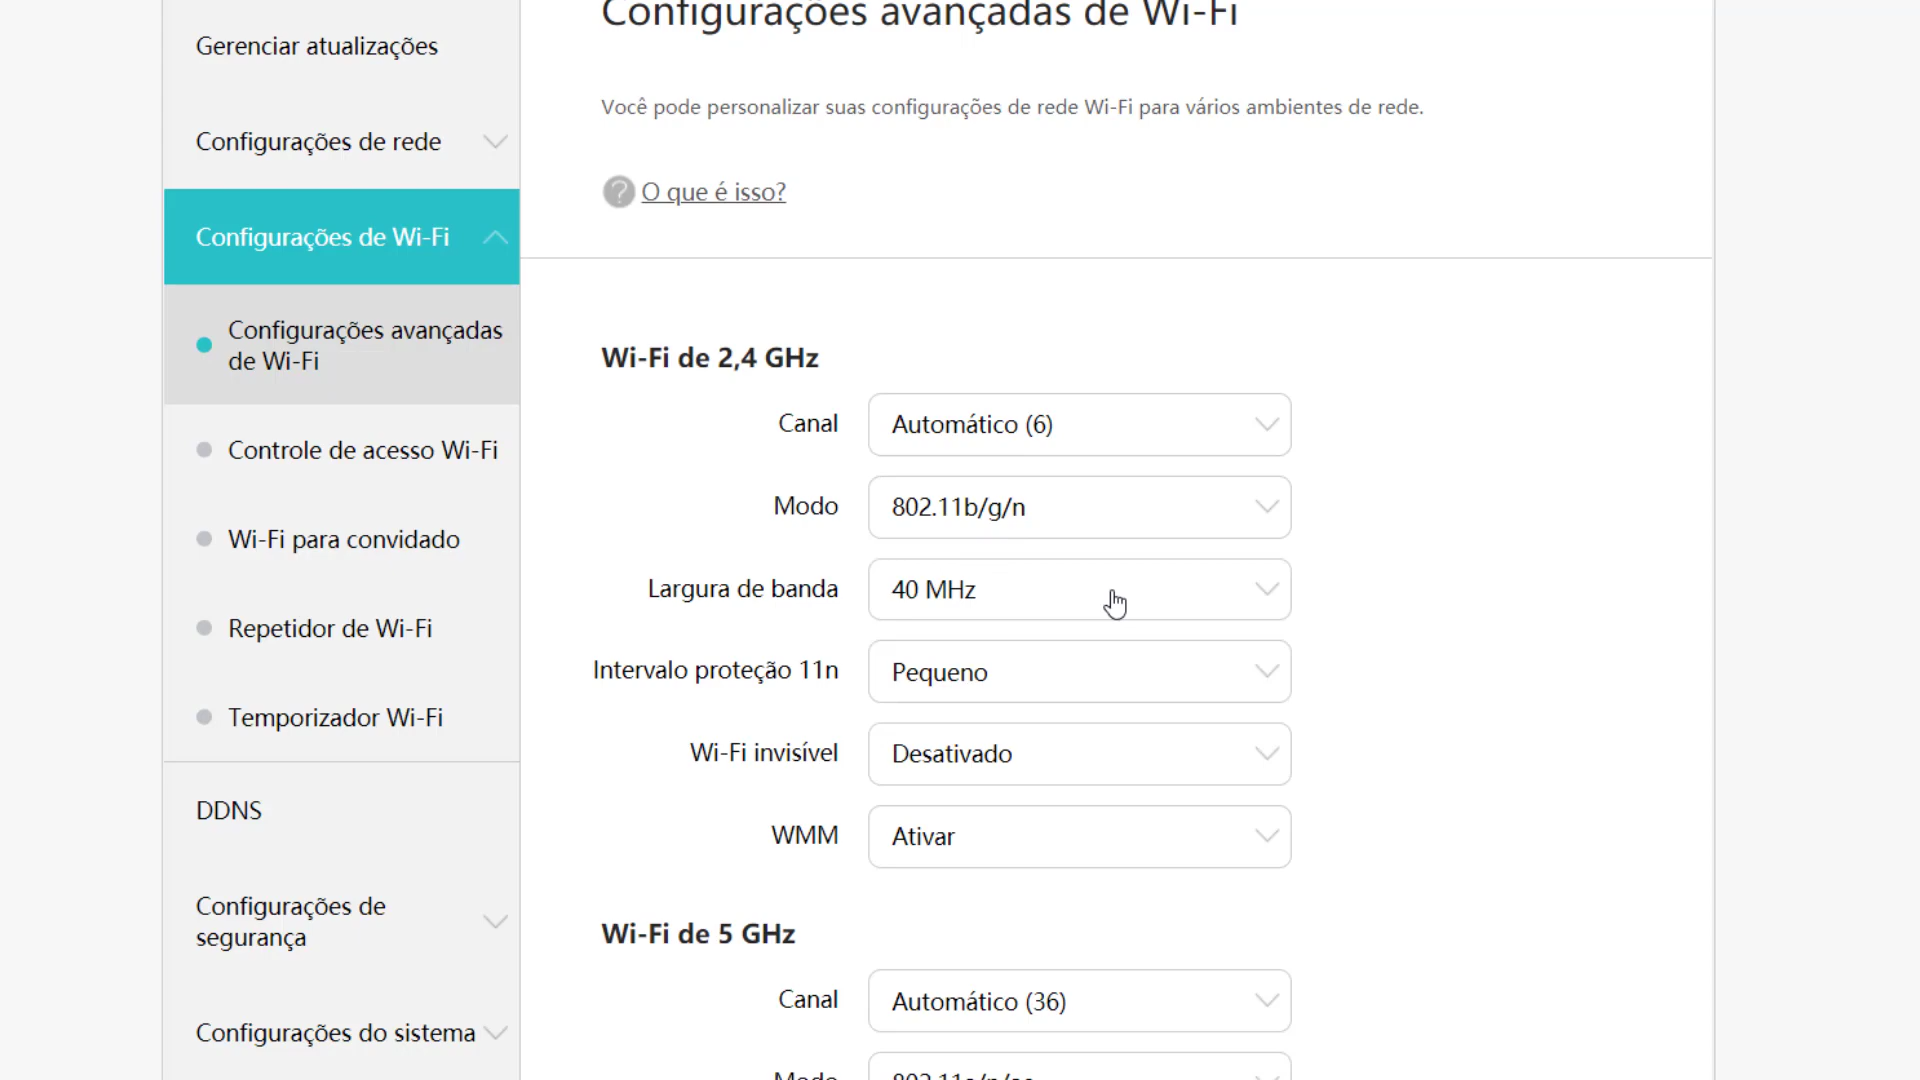 Configurações avançadas de Wi-Fi
Gerenciar atualizações
Você pode personalizar suas configurações de rede Wi-Fi para vários ambientes de rede.
Configurações de rede
O que é isso?
Configurações de Wi-Fi
Configurações avançadas
de Wi-Fi
Controle de acesso Wi-Fi
Wi-Fi para convidado
Repetidor de Wi-Fi
Temporizador Wi-Fi
DDNS
Configurações de
segurança
Configurações do sistema
Wi-Fi de 2,4 GHz
Canal Automático (6)
Modo 802.11b/g/n
Largura de banda 40 MHz
Intervalo proteção 11n Pequeno
Wi-Fi invisível Desativado
WMM Ativar
Wi-Fi de 5 GHz
Canal Automático (36)
Modo 802.11a/n/ac